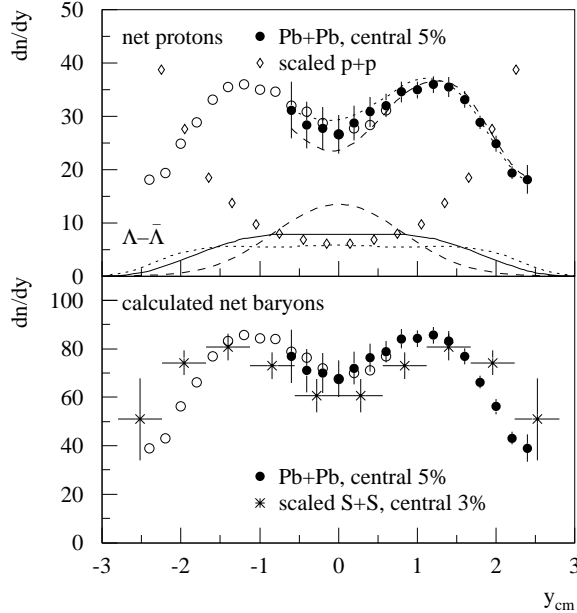 dn/dy
50
40
30
20
10
0
net protons
Pb+Pb, central 5%
scaled p+p
Λ–Λ̄
dn/dy
100
80
60
40
20
0
calculated net baryons
Pb+Pb, central 5%
scaled S+S, central 3%
-3 -2 -1 0 1 2 3
y_cm